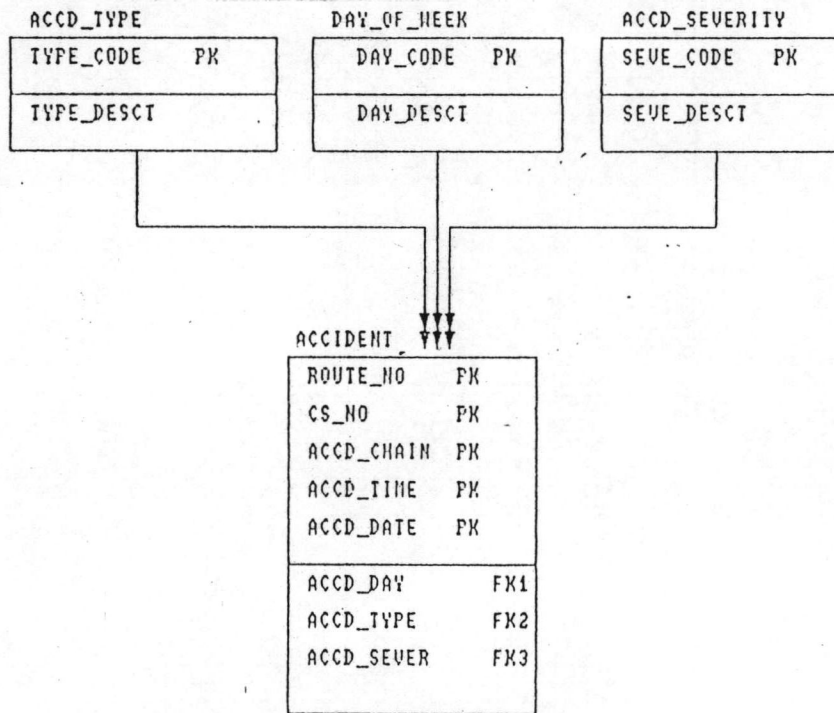 ACCD_TYPE
TYPE_CODE PK
TYPE_DESCT
DAY_OF_WEEK
DAY_CODE PK
DAY_DESCT
ACCD_SEVERITY
SEVE_CODE PK
SEVE_DESCT
ACCIDENT
ROUTE_NO PK
CS_NO PK
ACCD_CHAIN PK
ACCD_TIME PK
ACCD_DATE PK
ACCD_DAY FK1
ACCD_TYPE FK2
ACCD_SEVER FK3